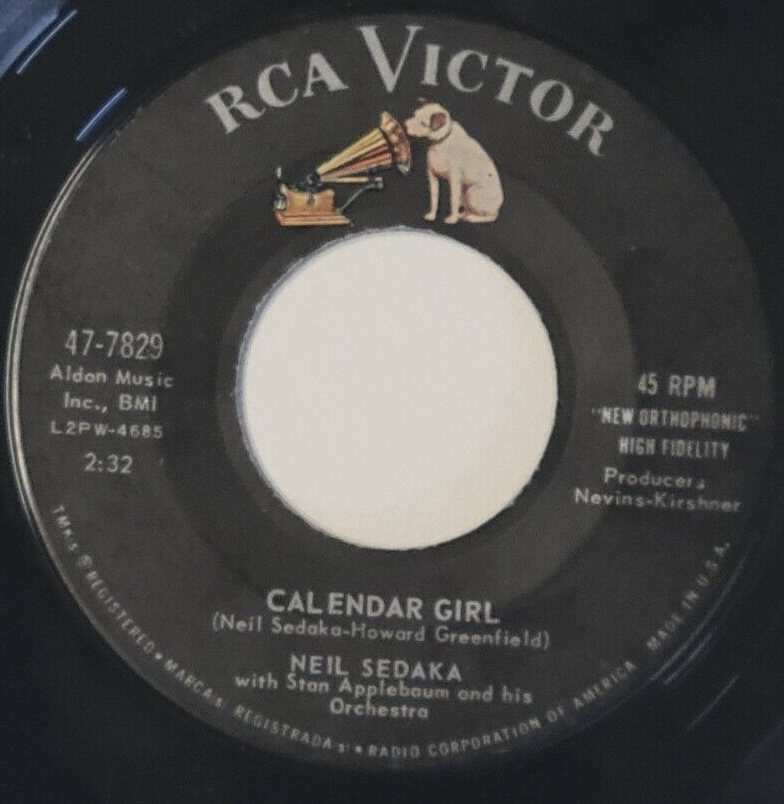 RCA VICTOR
47-7829
Aldon Music
Inc., BMI
L2PW-4685
2:32
45 RPM
"NEW ORTHOPHONIC"
HIGH FIDELITY
Producers
Nevins-Kirshner
CALENDAR GIRL
(Neil Sedaka-Howard Greenfield)
NEIL SEDAKA
with Stan Applebaum and his
Orchestra
TMK·s ® REGISTERED • MARCA·s REGISTRADA·s • RADIO CORPORATION OF AMERICA MADE IN U.S.A.